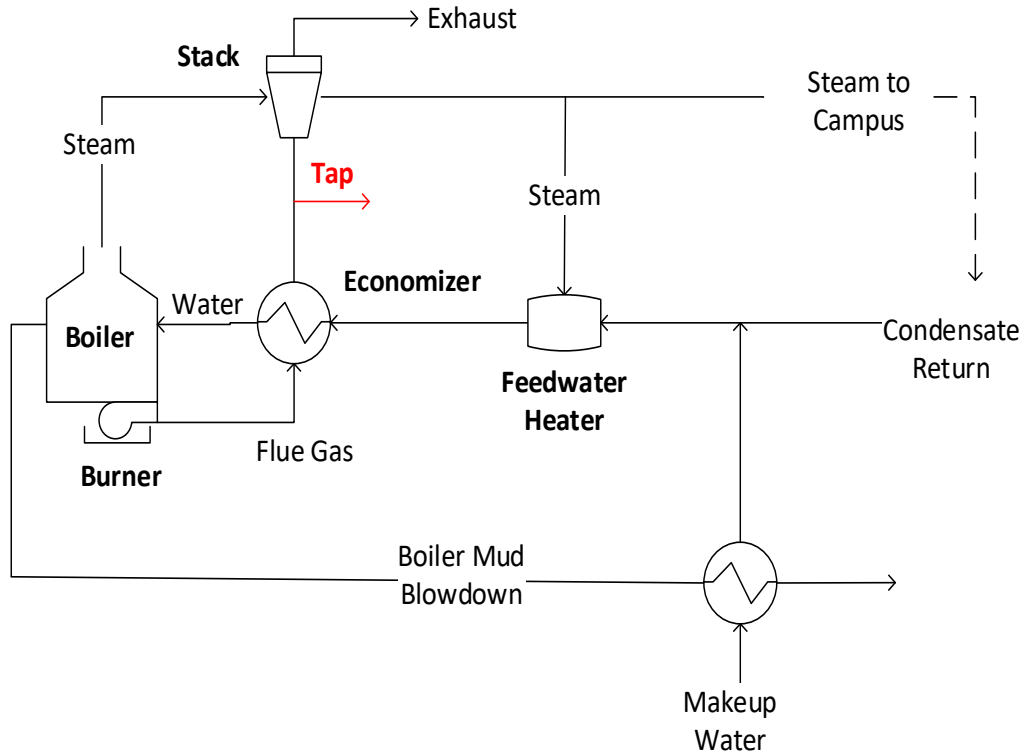 Exhaust
Stack
Steam to
Campus
Steam
Tap
Steam
Economizer
Water
Boiler
Condensate
Return
Feedwater
Heater
Flue Gas
Burner
Boiler Mud
Blowdown
Makeup
Water